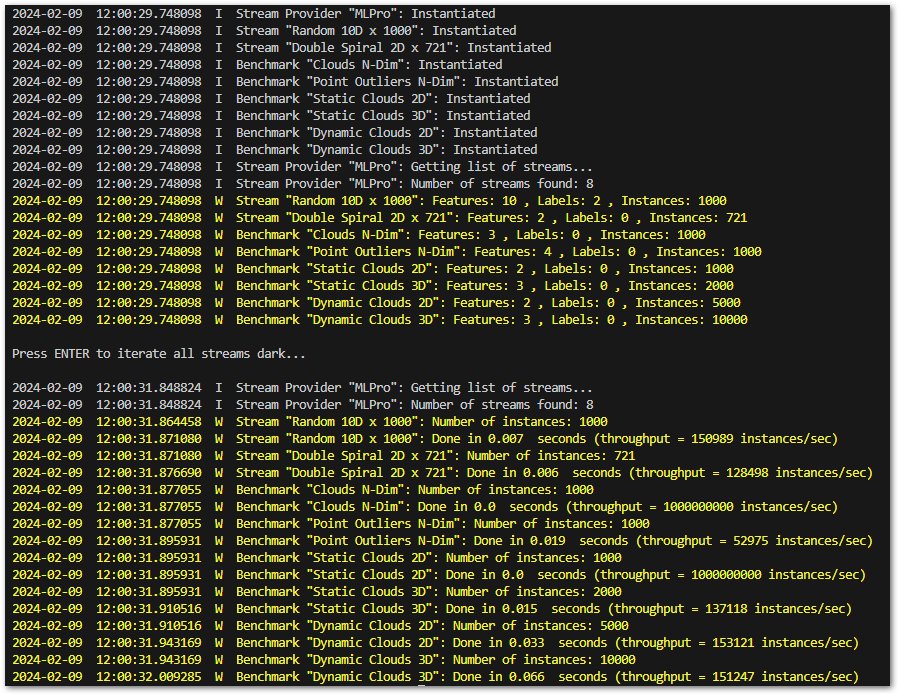 2024-02-09  12:00:29.748098  I  Stream Provider "MLPro": Instantiated
2024-02-09  12:00:29.748098  I  Stream "Random 10D x 1000": Instantiated
2024-02-09  12:00:29.748098  I  Stream "Double Spiral 2D x 721": Instantiated
2024-02-09  12:00:29.748098  I  Benchmark "Clouds N-Dim": Instantiated
2024-02-09  12:00:29.748098  I  Benchmark "Point Outliers N-Dim": Instantiated
2024-02-09  12:00:29.748098  I  Benchmark "Static Clouds 2D": Instantiated
2024-02-09  12:00:29.748098  I  Benchmark "Static Clouds 3D": Instantiated
2024-02-09  12:00:29.748098  I  Benchmark "Dynamic Clouds 2D": Instantiated
2024-02-09  12:00:29.748098  I  Benchmark "Dynamic Clouds 3D": Instantiated
2024-02-09  12:00:29.748098  I  Stream Provider "MLPro": Getting list of streams...
2024-02-09  12:00:29.748098  I  Stream Provider "MLPro": Number of streams found: 8
2024-02-09  12:00:29.748098  W  Stream "Random 10D x 1000": Features: 10 , Labels: 2 , Instances: 1000
2024-02-09  12:00:29.748098  W  Stream "Double Spiral 2D x 721": Features: 2 , Labels: 0 , Instances: 721
2024-02-09  12:00:29.748098  W  Benchmark "Clouds N-Dim": Features: 3 , Labels: 0 , Instances: 1000
2024-02-09  12:00:29.748098  W  Benchmark "Point Outliers N-Dim": Features: 4 , Labels: 0 , Instances: 1000
2024-02-09  12:00:29.748098  W  Benchmark "Static Clouds 2D": Features: 2 , Labels: 0 , Instances: 1000
2024-02-09  12:00:29.748098  W  Benchmark "Static Clouds 3D": Features: 3 , Labels: 0 , Instances: 2000
2024-02-09  12:00:29.748098  W  Benchmark "Dynamic Clouds 2D": Features: 2 , Labels: 0 , Instances: 5000
2024-02-09  12:00:29.748098  W  Benchmark "Dynamic Clouds 3D": Features: 3 , Labels: 0 , Instances: 10000
Press ENTER to iterate all streams dark...
2024-02-09  12:00:31.848824  I  Stream Provider "MLPro": Getting list of streams...
2024-02-09  12:00:31.848824  I  Stream Provider "MLPro": Number of streams found: 8
2024-02-09  12:00:31.864458  W  Stream "Random 10D x 1000": Number of instances: 1000
2024-02-09  12:00:31.871080  W  Stream "Random 10D x 1000": Done in 0.007  seconds (throughput = 150989 instances/sec)
2024-02-09  12:00:31.871080  W  Stream "Double Spiral 2D x 721": Number of instances: 721
2024-02-09  12:00:31.876690  W  Stream "Double Spiral 2D x 721": Done in 0.006  seconds (throughput = 128498 instances/sec)
2024-02-09  12:00:31.877055  W  Benchmark "Clouds N-Dim": Number of instances: 1000
2024-02-09  12:00:31.877055  W  Benchmark "Clouds N-Dim": Done in 0.0  seconds (throughput = 1000000000 instances/sec)
2024-02-09  12:00:31.877055  W  Benchmark "Point Outliers N-Dim": Number of instances: 1000
2024-02-09  12:00:31.895931  W  Benchmark "Point Outliers N-Dim": Done in 0.019  seconds (throughput = 52975 instances/sec)
2024-02-09  12:00:31.895931  W  Benchmark "Static Clouds 2D": Number of instances: 1000
2024-02-09  12:00:31.895931  W  Benchmark "Static Clouds 2D": Done in 0.0  seconds (throughput = 1000000000 instances/sec)
2024-02-09  12:00:31.895931  W  Benchmark "Static Clouds 3D": Number of instances: 2000
2024-02-09  12:00:31.910516  W  Benchmark "Static Clouds 3D": Done in 0.015  seconds (throughput = 137118 instances/sec)
2024-02-09  12:00:31.910516  W  Benchmark "Dynamic Clouds 2D": Number of instances: 5000
2024-02-09  12:00:31.943169  W  Benchmark "Dynamic Clouds 2D": Done in 0.033  seconds (throughput = 153121 instances/sec)
2024-02-09  12:00:31.943169  W  Benchmark "Dynamic Clouds 3D": Number of instances: 10000
2024-02-09  12:00:32.009285  W  Benchmark "Dynamic Clouds 3D": Done in 0.066  seconds (throughput = 151247 instances/sec)